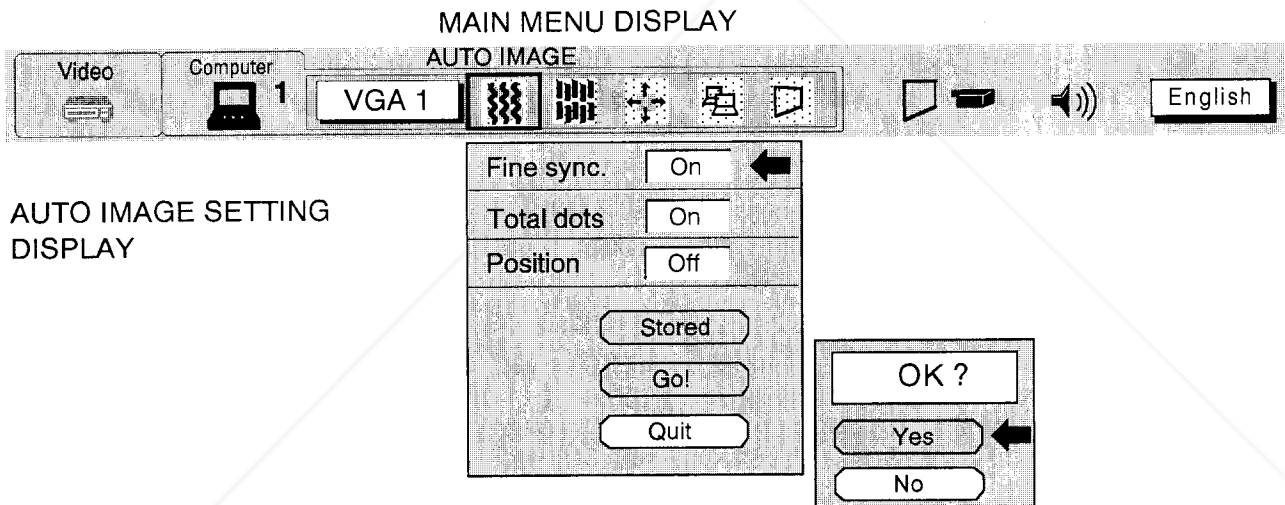 MAIN MENU DISPLAY
AUTO IMAGE
Video
Computer
1
VGA 1
English
AUTO IMAGE SETTING
DISPLAY
Fine sync. On
Total dots On
Position Off
Stored
Go!
Quit
OK ?
Yes
No